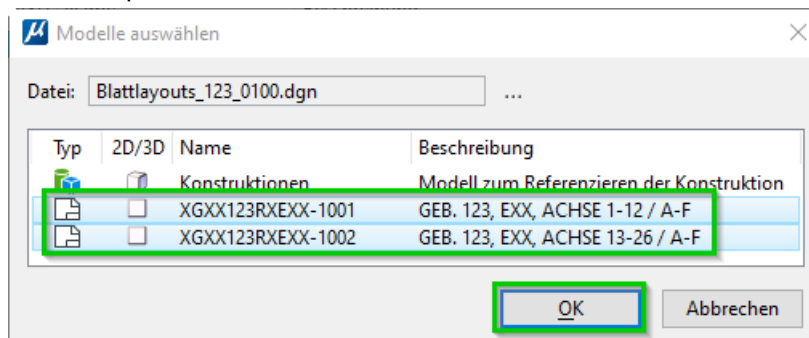 Modelle auswählen
Datei: Blattlayouts_123_0100.dgn ...
Typ 2D/3D Name Beschreibung
Konstruktionen Modell zum Referenzieren der Konstruktion
XGXX123RXEXX-1001 GEB. 123, EXX, ACHSE 1-12 / A-F
XGXX123RXEXX-1002 GEB. 123, EXX, ACHSE 13-26 / A-F
OK Abbrechen